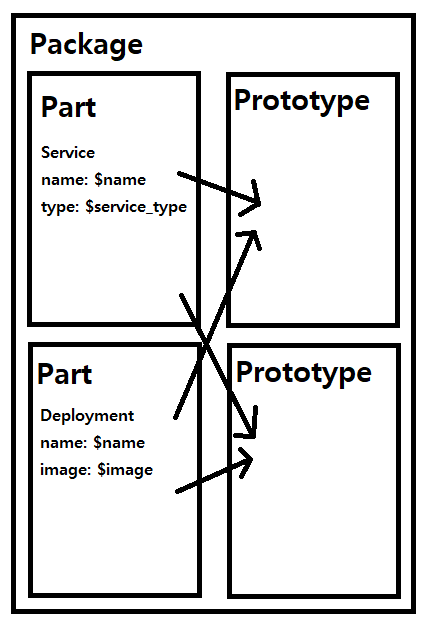 Package
Part
Service
name: $name
type: $service_type
Prototype
Part
Deployment
name: $name
image: $image
Prototype